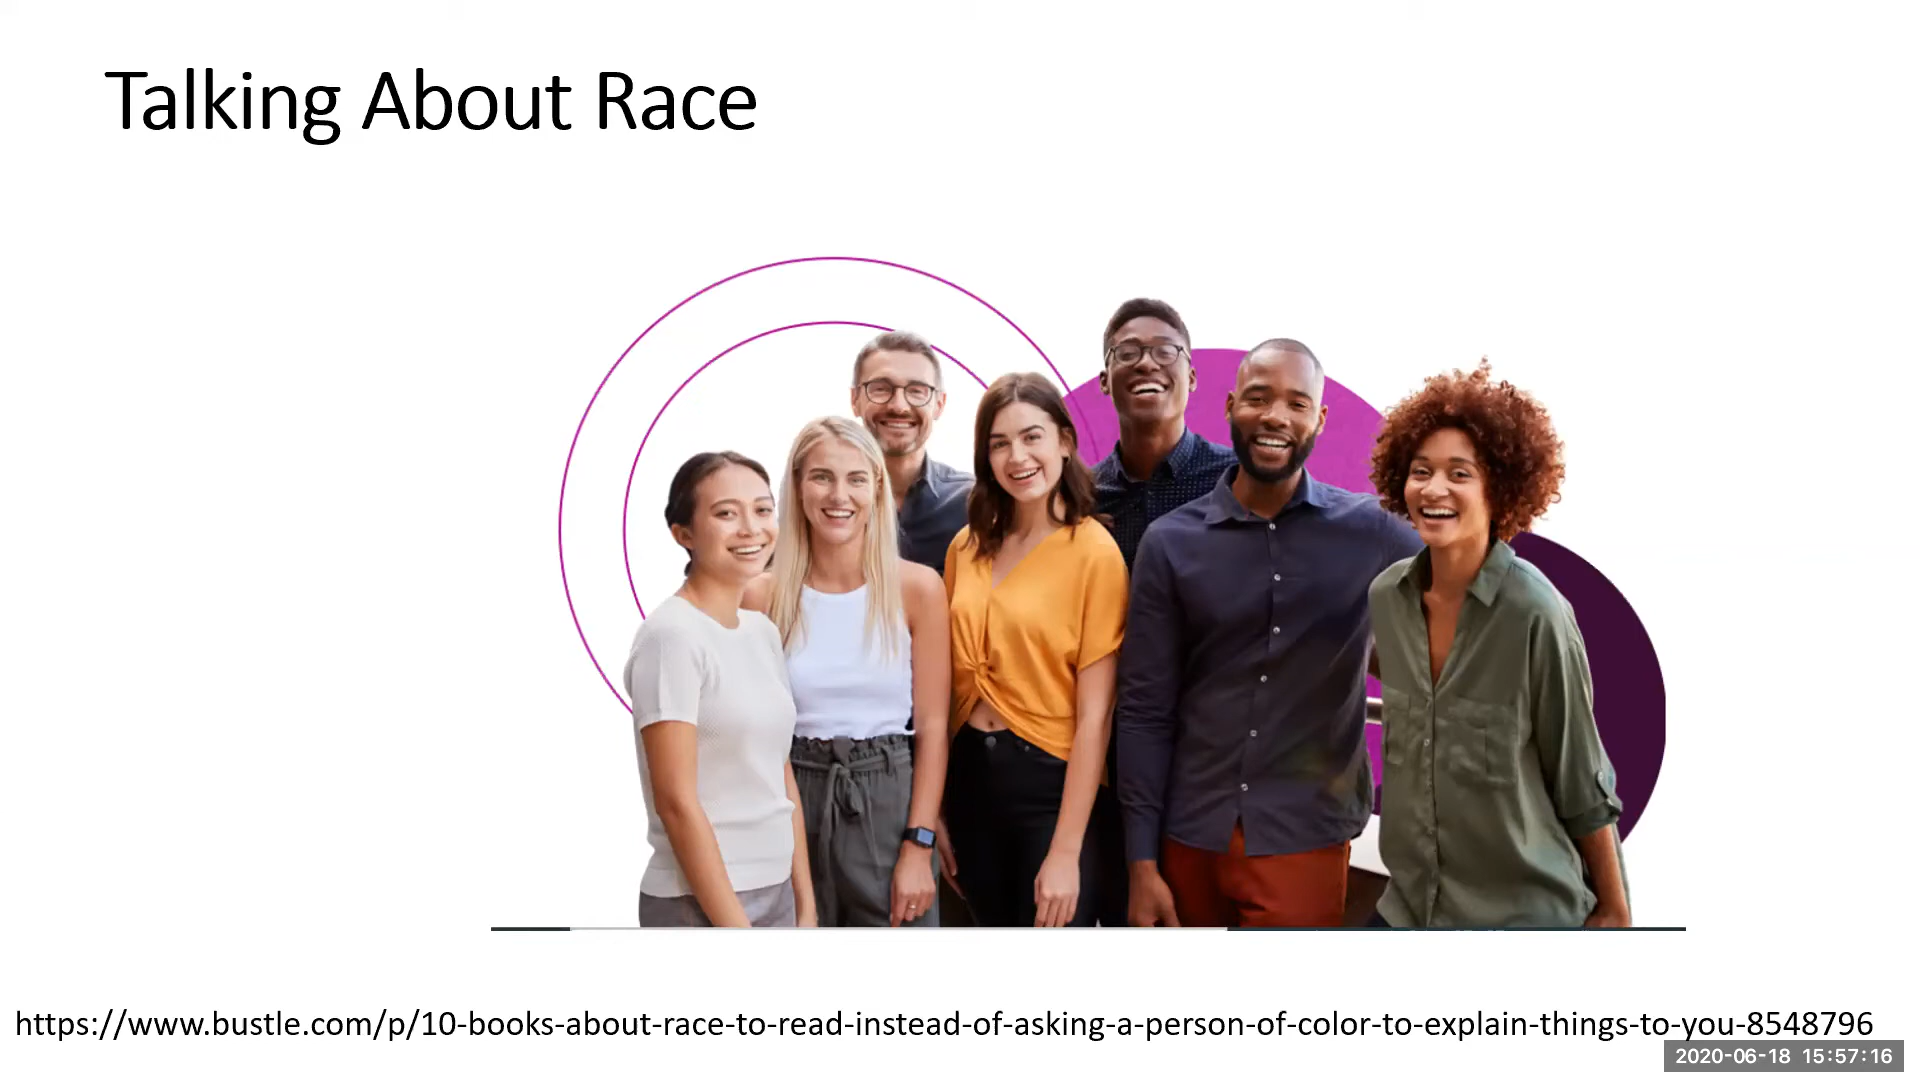 Talking About Race
https://www.bustle.com/p/10-books-about-race-to-read-instead-of-asking-a-person-of-color-to-explain-things-to-you-8548796
2020-06-18 15:57:16